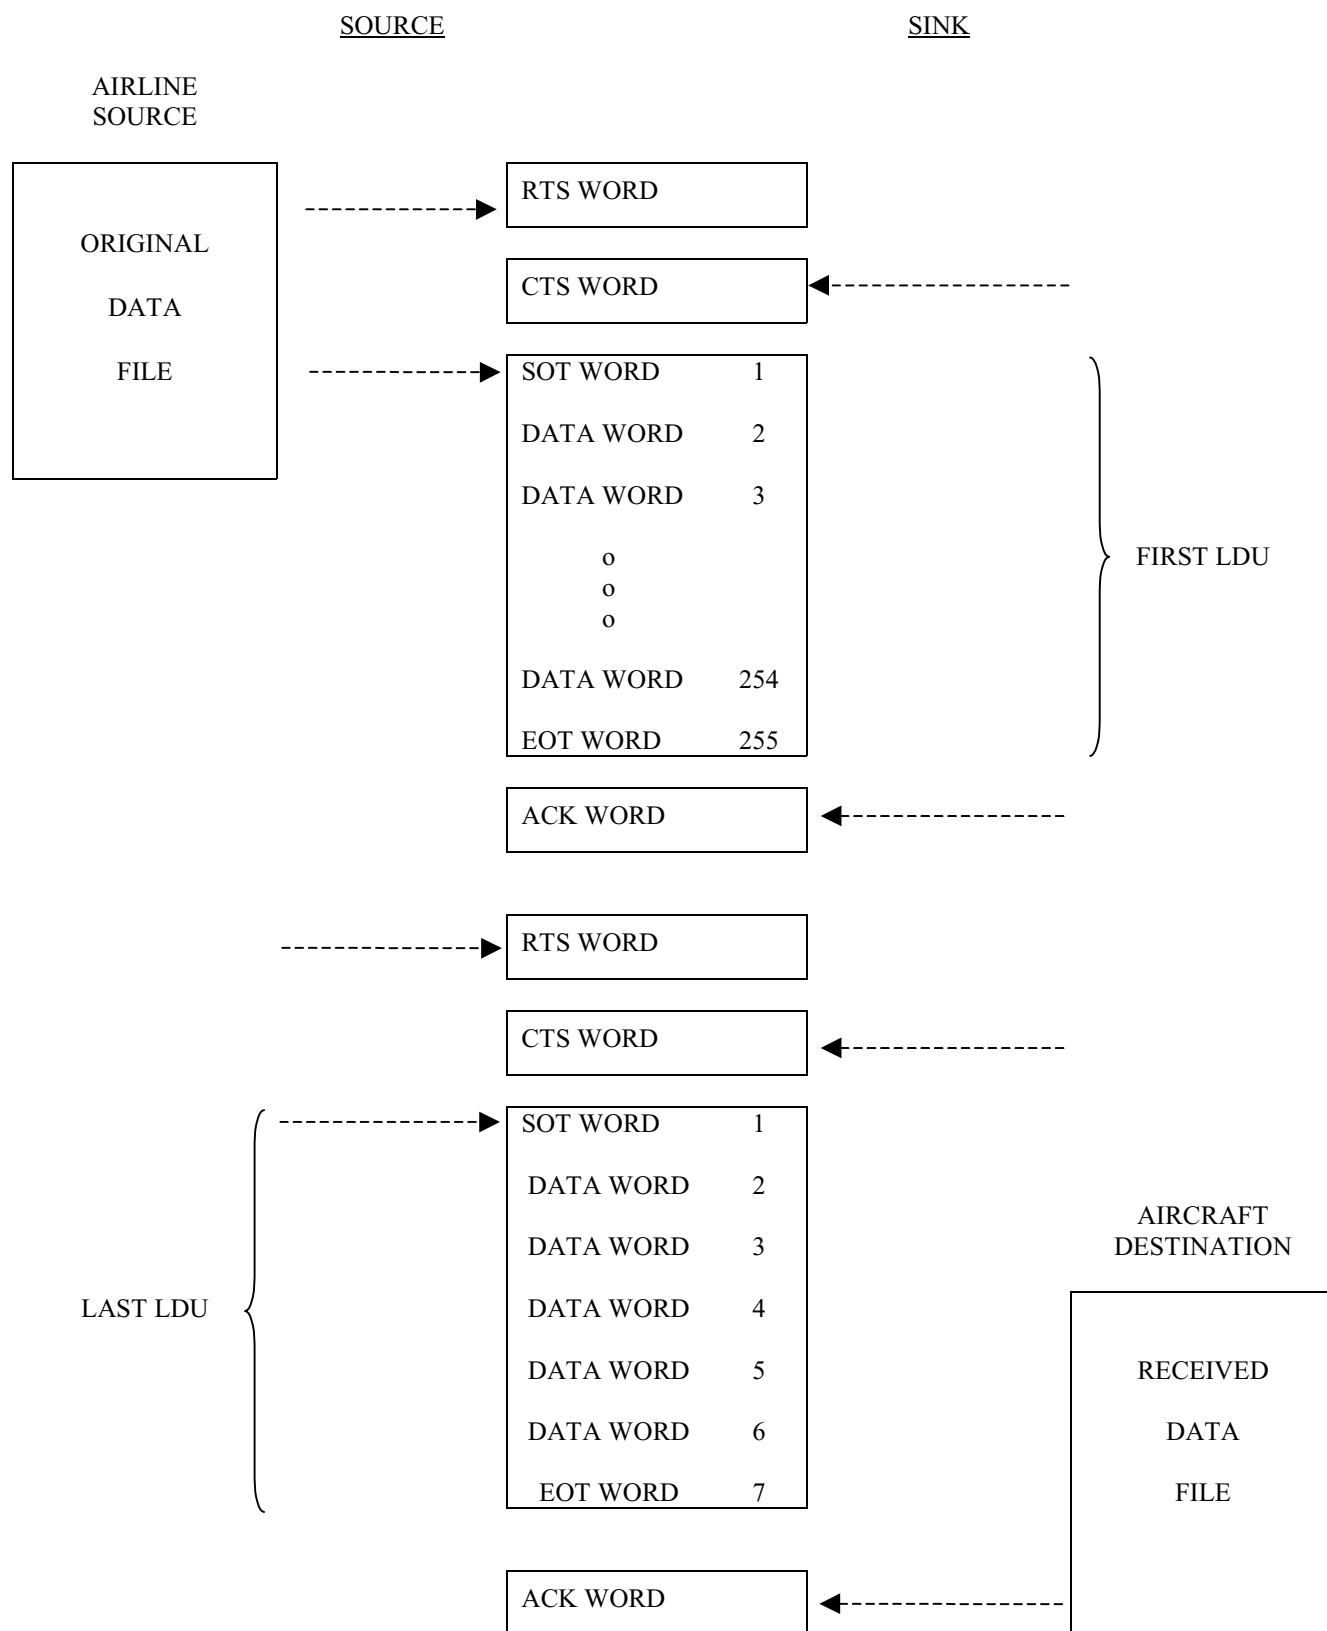 SOURCE SINK
AIRLINE
SOURCE
ORIGINAL
DATA
FILE
RTS WORD
CTS WORD
SOT WORD 1
DATA WORD 2
DATA WORD 3
o
o
o
DATA WORD 254
EOT WORD 255
FIRST LDU
ACK WORD
RTS WORD
CTS WORD
LAST LDU
SOT WORD 1
DATA WORD 2
DATA WORD 3
DATA WORD 4
DATA WORD 5
DATA WORD 6
EOT WORD 7
AIRCRAFT
DESTINATION
RECEIVED
DATA
FILE
ACK WORD